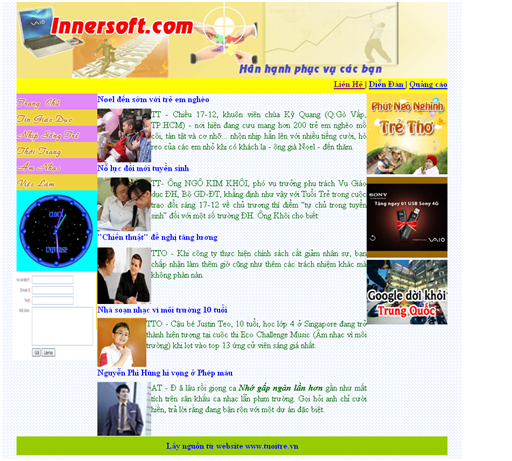 Innersoft.com
Hân hạnh phục vụ các bạn
Liên Hệ | Diễn Đàn | Quảng cáo
Trang Chủ
Tin Giáo Dục
Nhịp Sống Trẻ
Thời Trang
Âm Nhạc
Việc Làm
Noel đến sớm với trẻ em nghèo
TT - Chiều 17-12, khuôn viên chùa Kỳ Quang (Q.Gò Vấp,
TP.HCM) - nơi hiện đang cưu mang hơn 200 trẻ em nghèo mồ
côi, tàn tật và cơ nhỡ... nhộn nhịp hẳn lên với nhiều tiếng cười, hò
reo của các em nhỏ khi có khách lạ - ông già Noel - đến thăm.
Nỗ lực đổi mới tuyển sinh
TT- Ông NGÔ KIM KHÔI, phó vụ trưởng phụ trách Vụ Giáo
dục ĐH, Bộ GD-ĐT, khẳng định như vậy với Tuổi Trẻ trong cuộc
trao đổi sáng 17-12 về chủ trương thí điểm "tự chủ trong tuyển
sinh" đối với một số trường ĐH. Ông Khôi cho biết:
"Chiến thuật" đề nghị tăng lương
TTO - Khi công ty thực hiện chính sách cắt giảm nhân sự, bạn
chấp nhận làm thêm giờ cũng như thêm các trách nhiệm khác mà
không phàn nàn.
Nhà soạn nhạc vì môi trường 10 tuổi
TTO - Cậu bé Justin Teo, 10 tuổi, học lớp 4 ở Singapore đang trở
thành hiện tượng tại cuộc thi Eco Challenge Music (Âm nhạc vì môi
trường) khi lọt vào top 13 ứng cử viên sáng giá nhất.
Nguyễn Phi Hùng hi vọng ở Phép màu
AT - Đ ã lâu rồi giọng ca Nhớ gấp ngàn lần hơn gần như mất
tích trên sân khấu ca nhạc lẫn phim trường. Gọi hỏi anh chỉ cười
hiền, trả lời rằng đang bận rộn với một dự án đặc biệt.
Phút Ngộ Nghĩnh
Trẻ Thơ
SONY
VAIO
Tặng ngay 01 USB Sony 4G
VAIO
Google dời khỏi
Trung Quốc
Lấy nguồn từ website www.tuoitre.vn